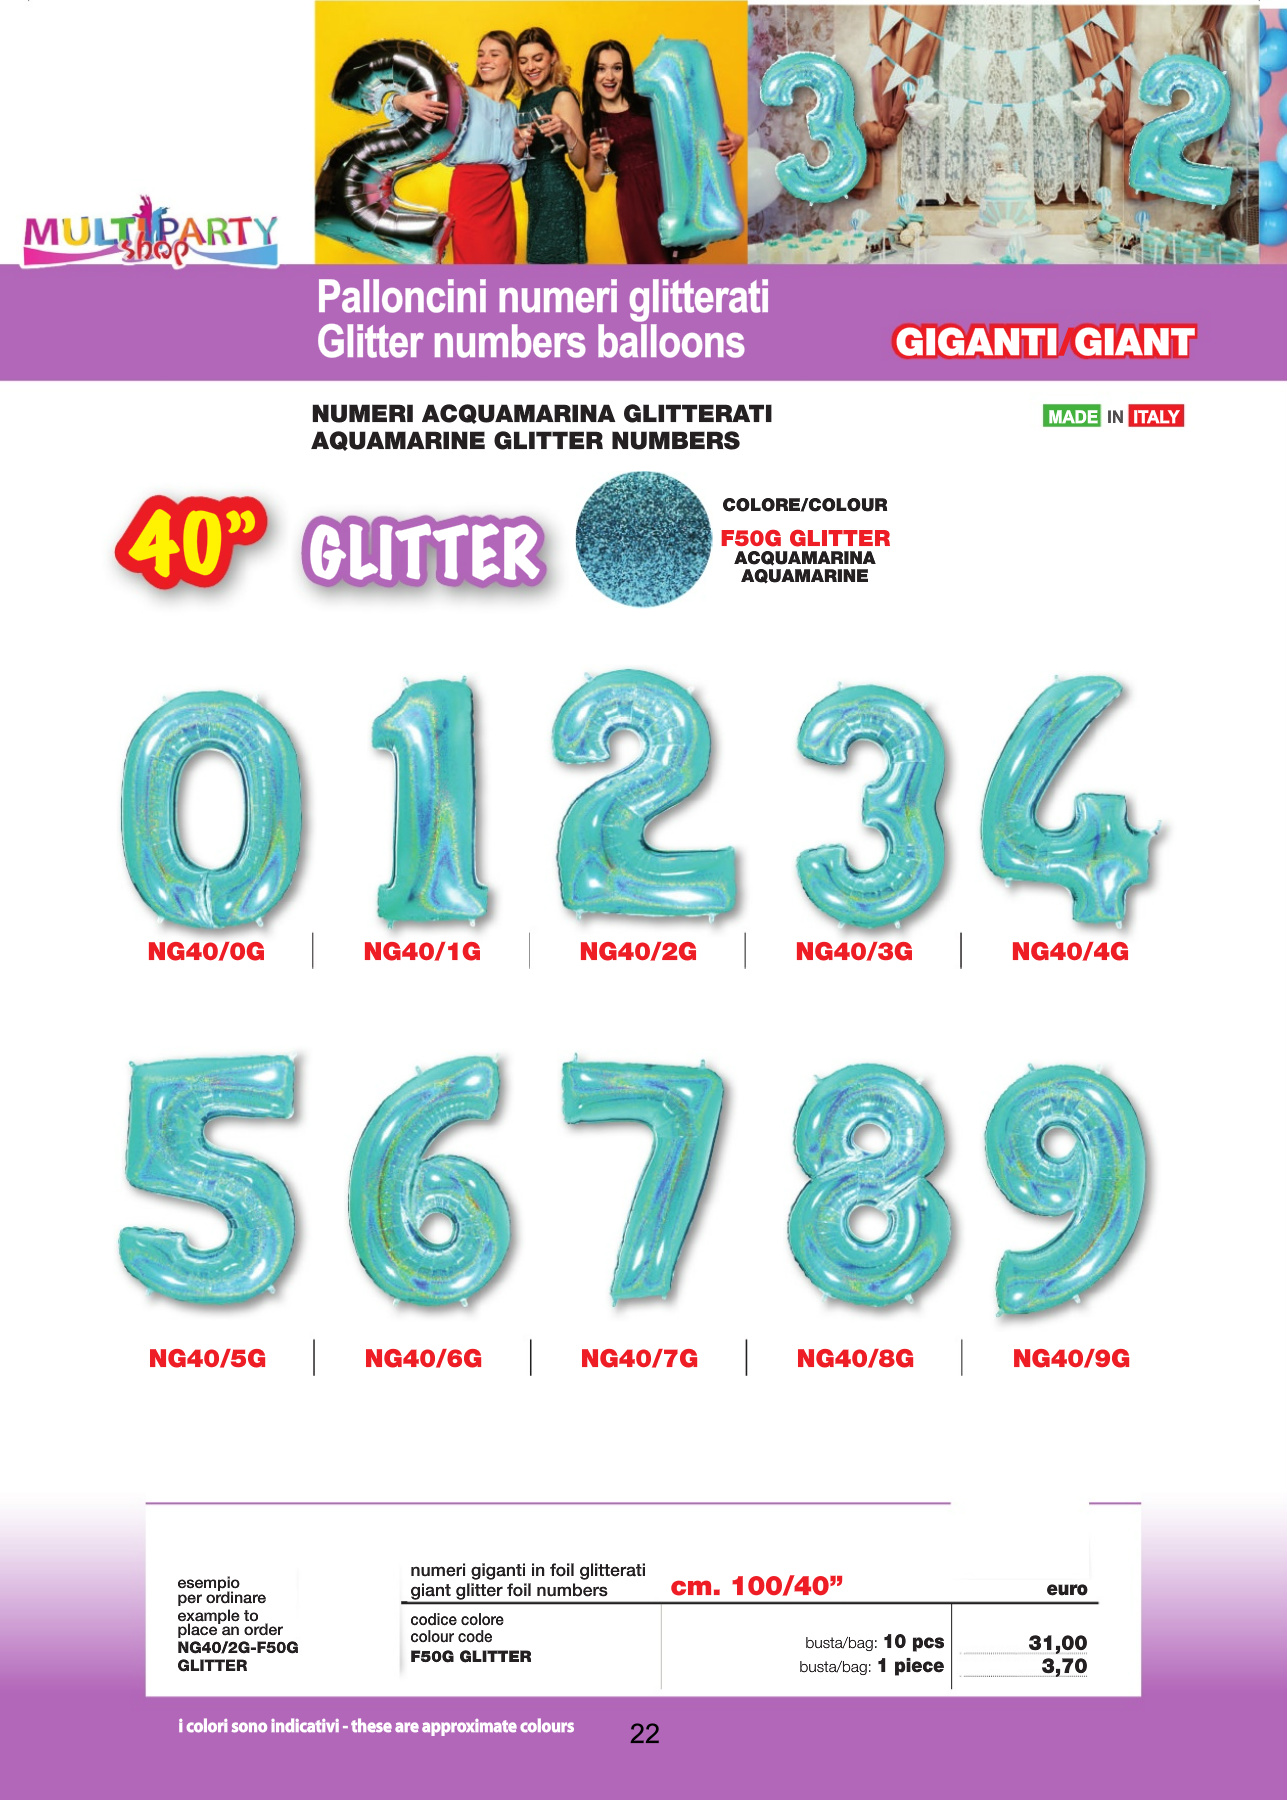 MULTIPARTY
shop
Palloncini numeri glitterati
Glitter numbers balloons
GIGANTI/GIANT
NUMERI ACQUAMARINA GLITTERATI
AQUAMARINE GLITTER NUMBERS
MADE IN ITALY
40”
GLITTER
COLORE/COLOUR
F50G GLITTER
ACQUAMARINA
AQUAMARINE
NG40/0G
NG40/1G
NG40/2G
NG40/3G
NG40/4G
NG40/5G
NG40/6G
NG40/7G
NG40/8G
NG40/9G
esempio
per ordinare
example to
place an order
NG40/2G-F50G
GLITTER
numeri giganti in foil glitterati
giant glitter foil numbers
cm. 100/40”
euro
codice colore
colour code
F50G GLITTER
busta/bag: 10 pcs 31,00
busta/bag: 1 piece 3,70
i colori sono indicativi - these are approximate colours
22